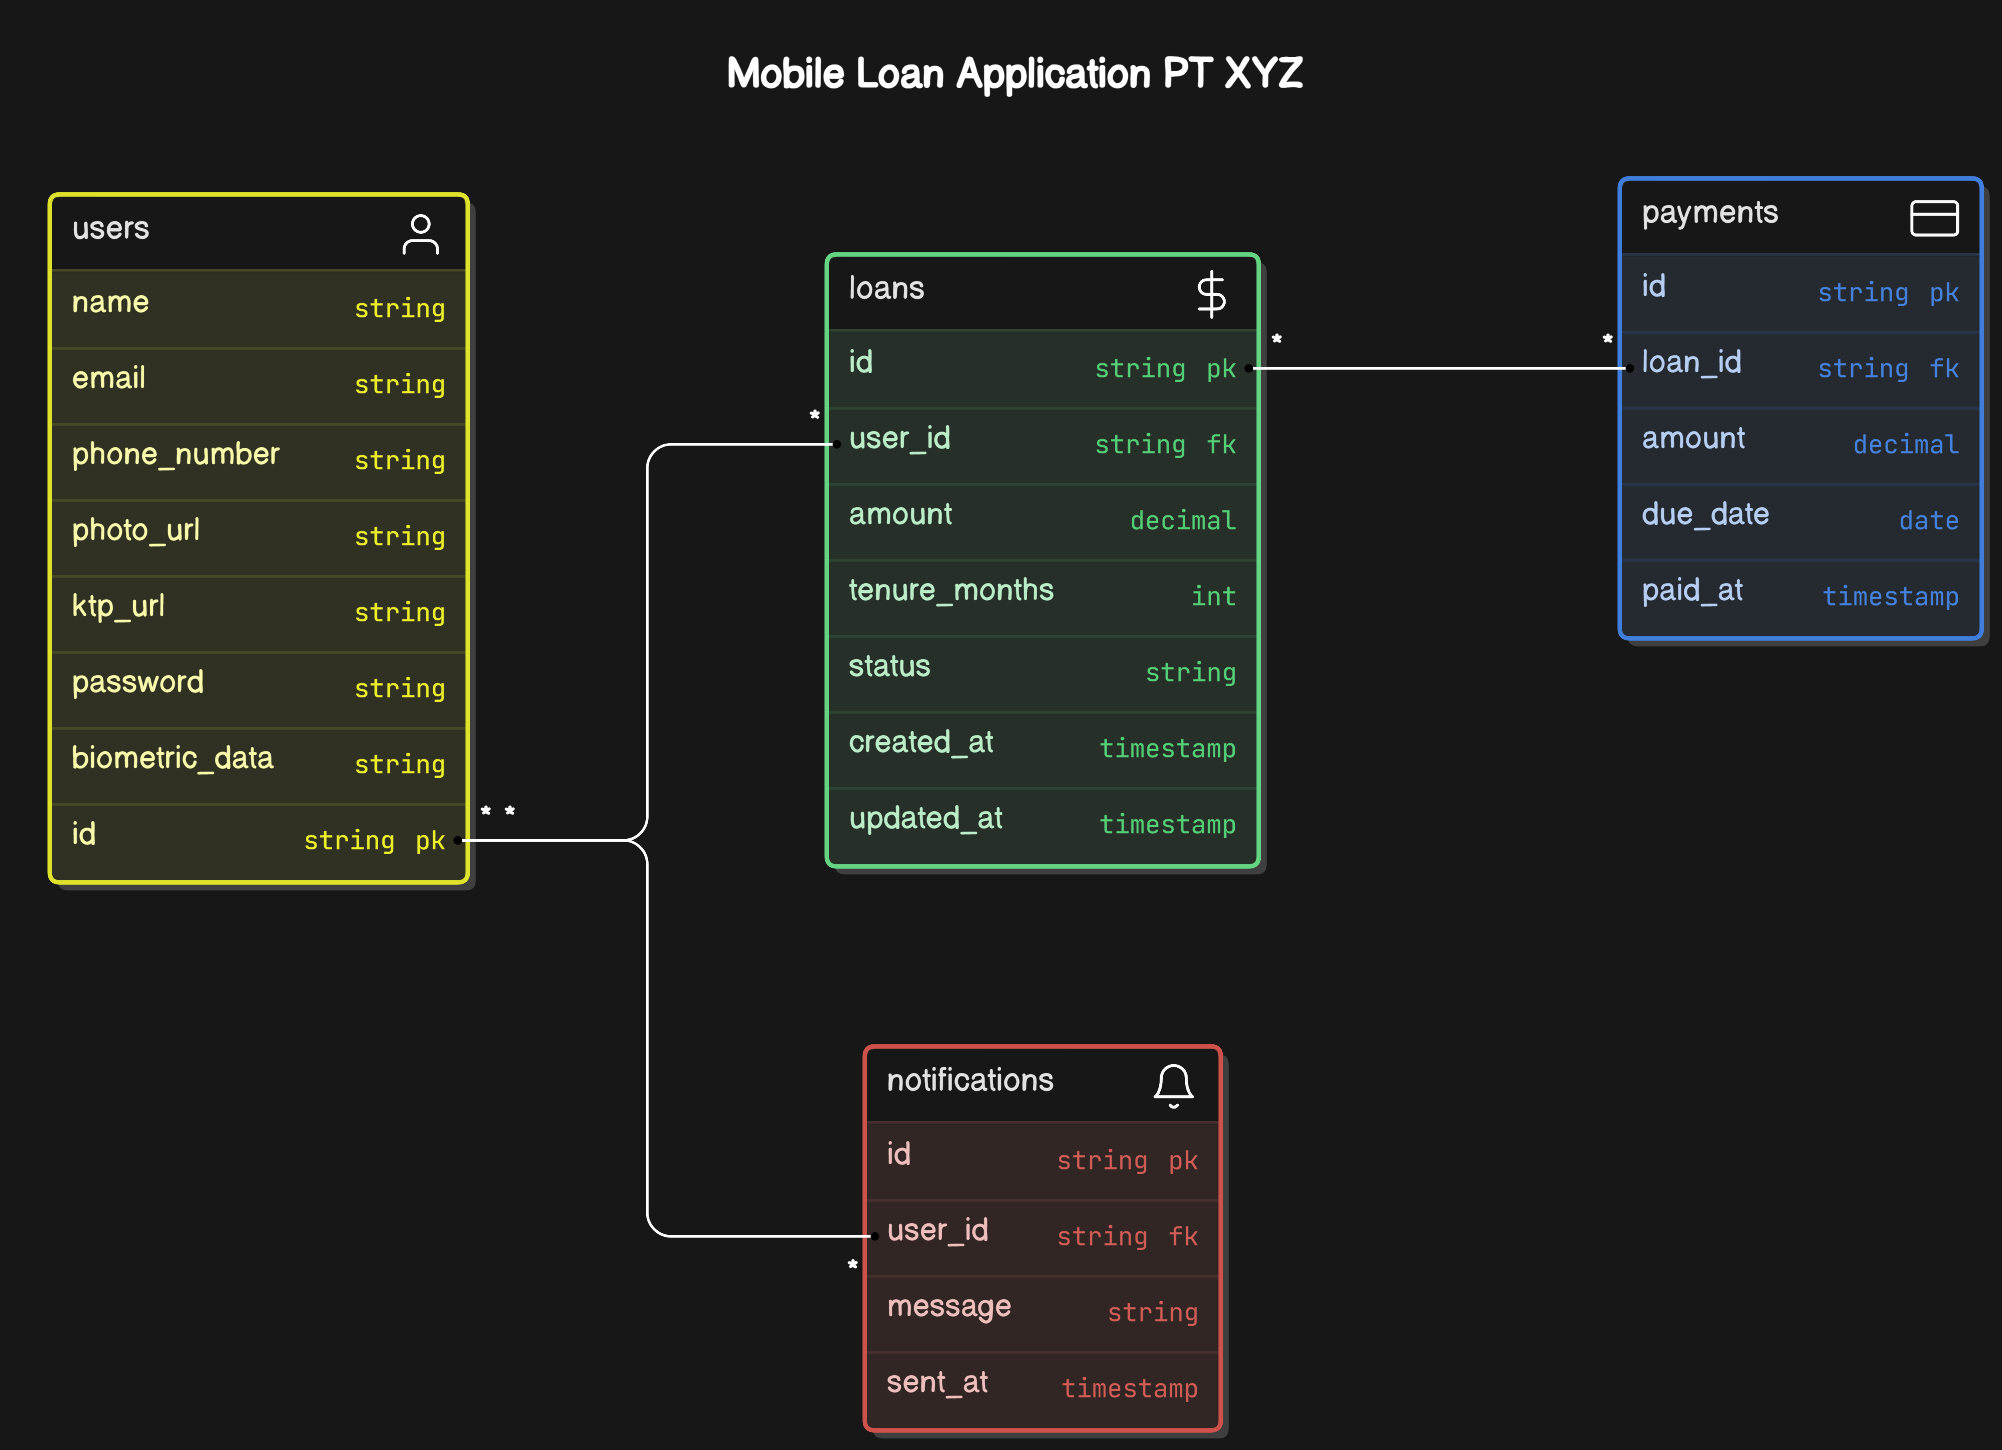 Mobile Loan Application PT XYZ
users
name string
email string
phone_number string
photo_url string
ktp_url string
password string
biometric_data string
id string pk
* *
loans
id string pk
*
*
user_id string fk
amount decimal
tenure_months int
status string
created_at timestamp
updated_at timestamp
payments
id string pk
*
loan_id string fk
amount decimal
due_date date
paid_at timestamp
notifications
id string pk
user_id string fk
*
message string
sent_at timestamp